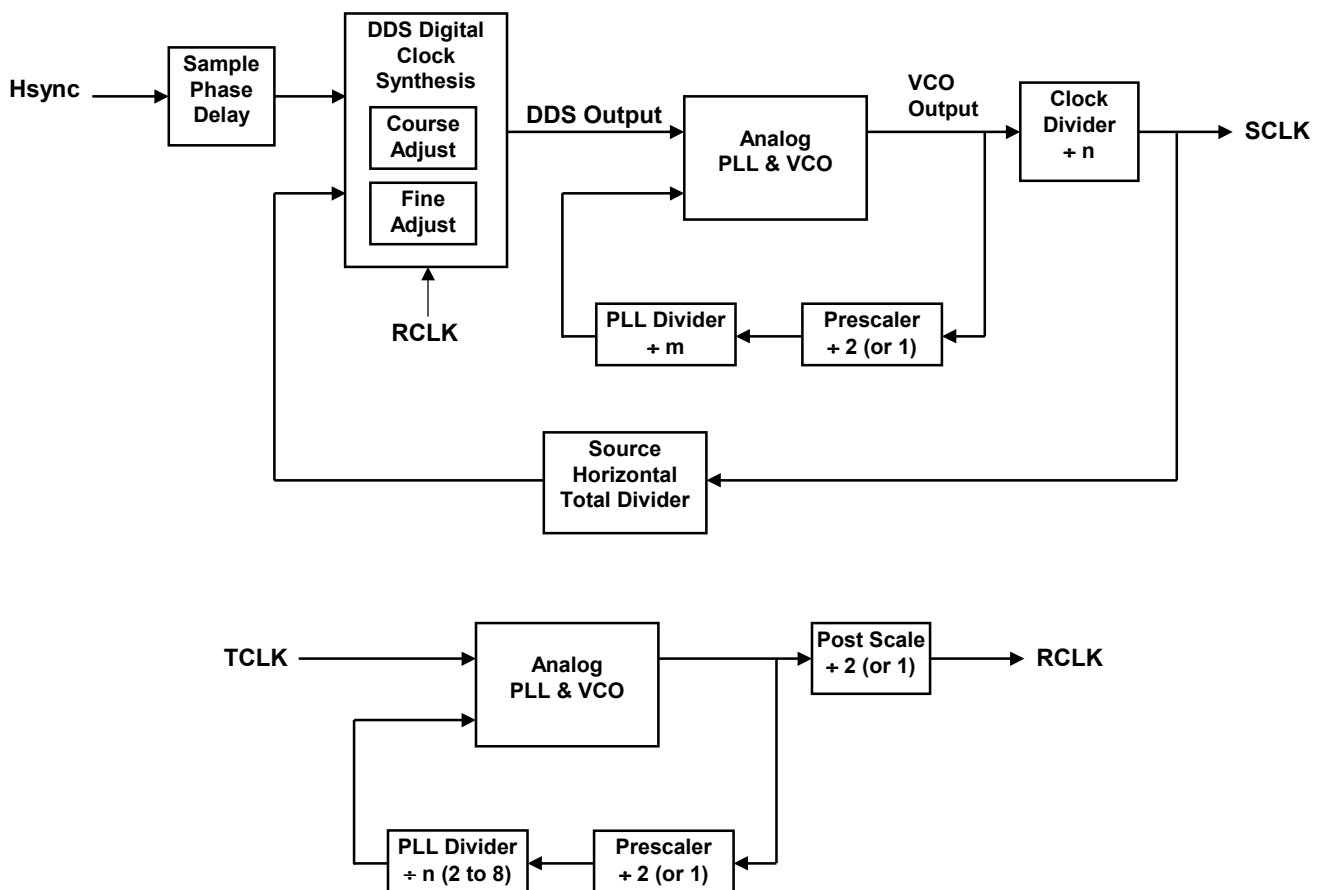 Hsync
Sample
Phase
Delay
DDS Digital
Clock
Synthesis
Course
Adjust
Fine
Adjust
RCLK
DDS Output
Analog
PLL & VCO
VCO
Output
Clock
Divider
÷ n
SCLK
PLL Divider
÷ m
Prescaler
÷ 2 (or 1)
Source
Horizontal
Total Divider
TCLK
Analog
PLL & VCO
Post Scale
÷ 2 (or 1)
RCLK
PLL Divider
÷ n (2 to 8)
Prescaler
÷ 2 (or 1)